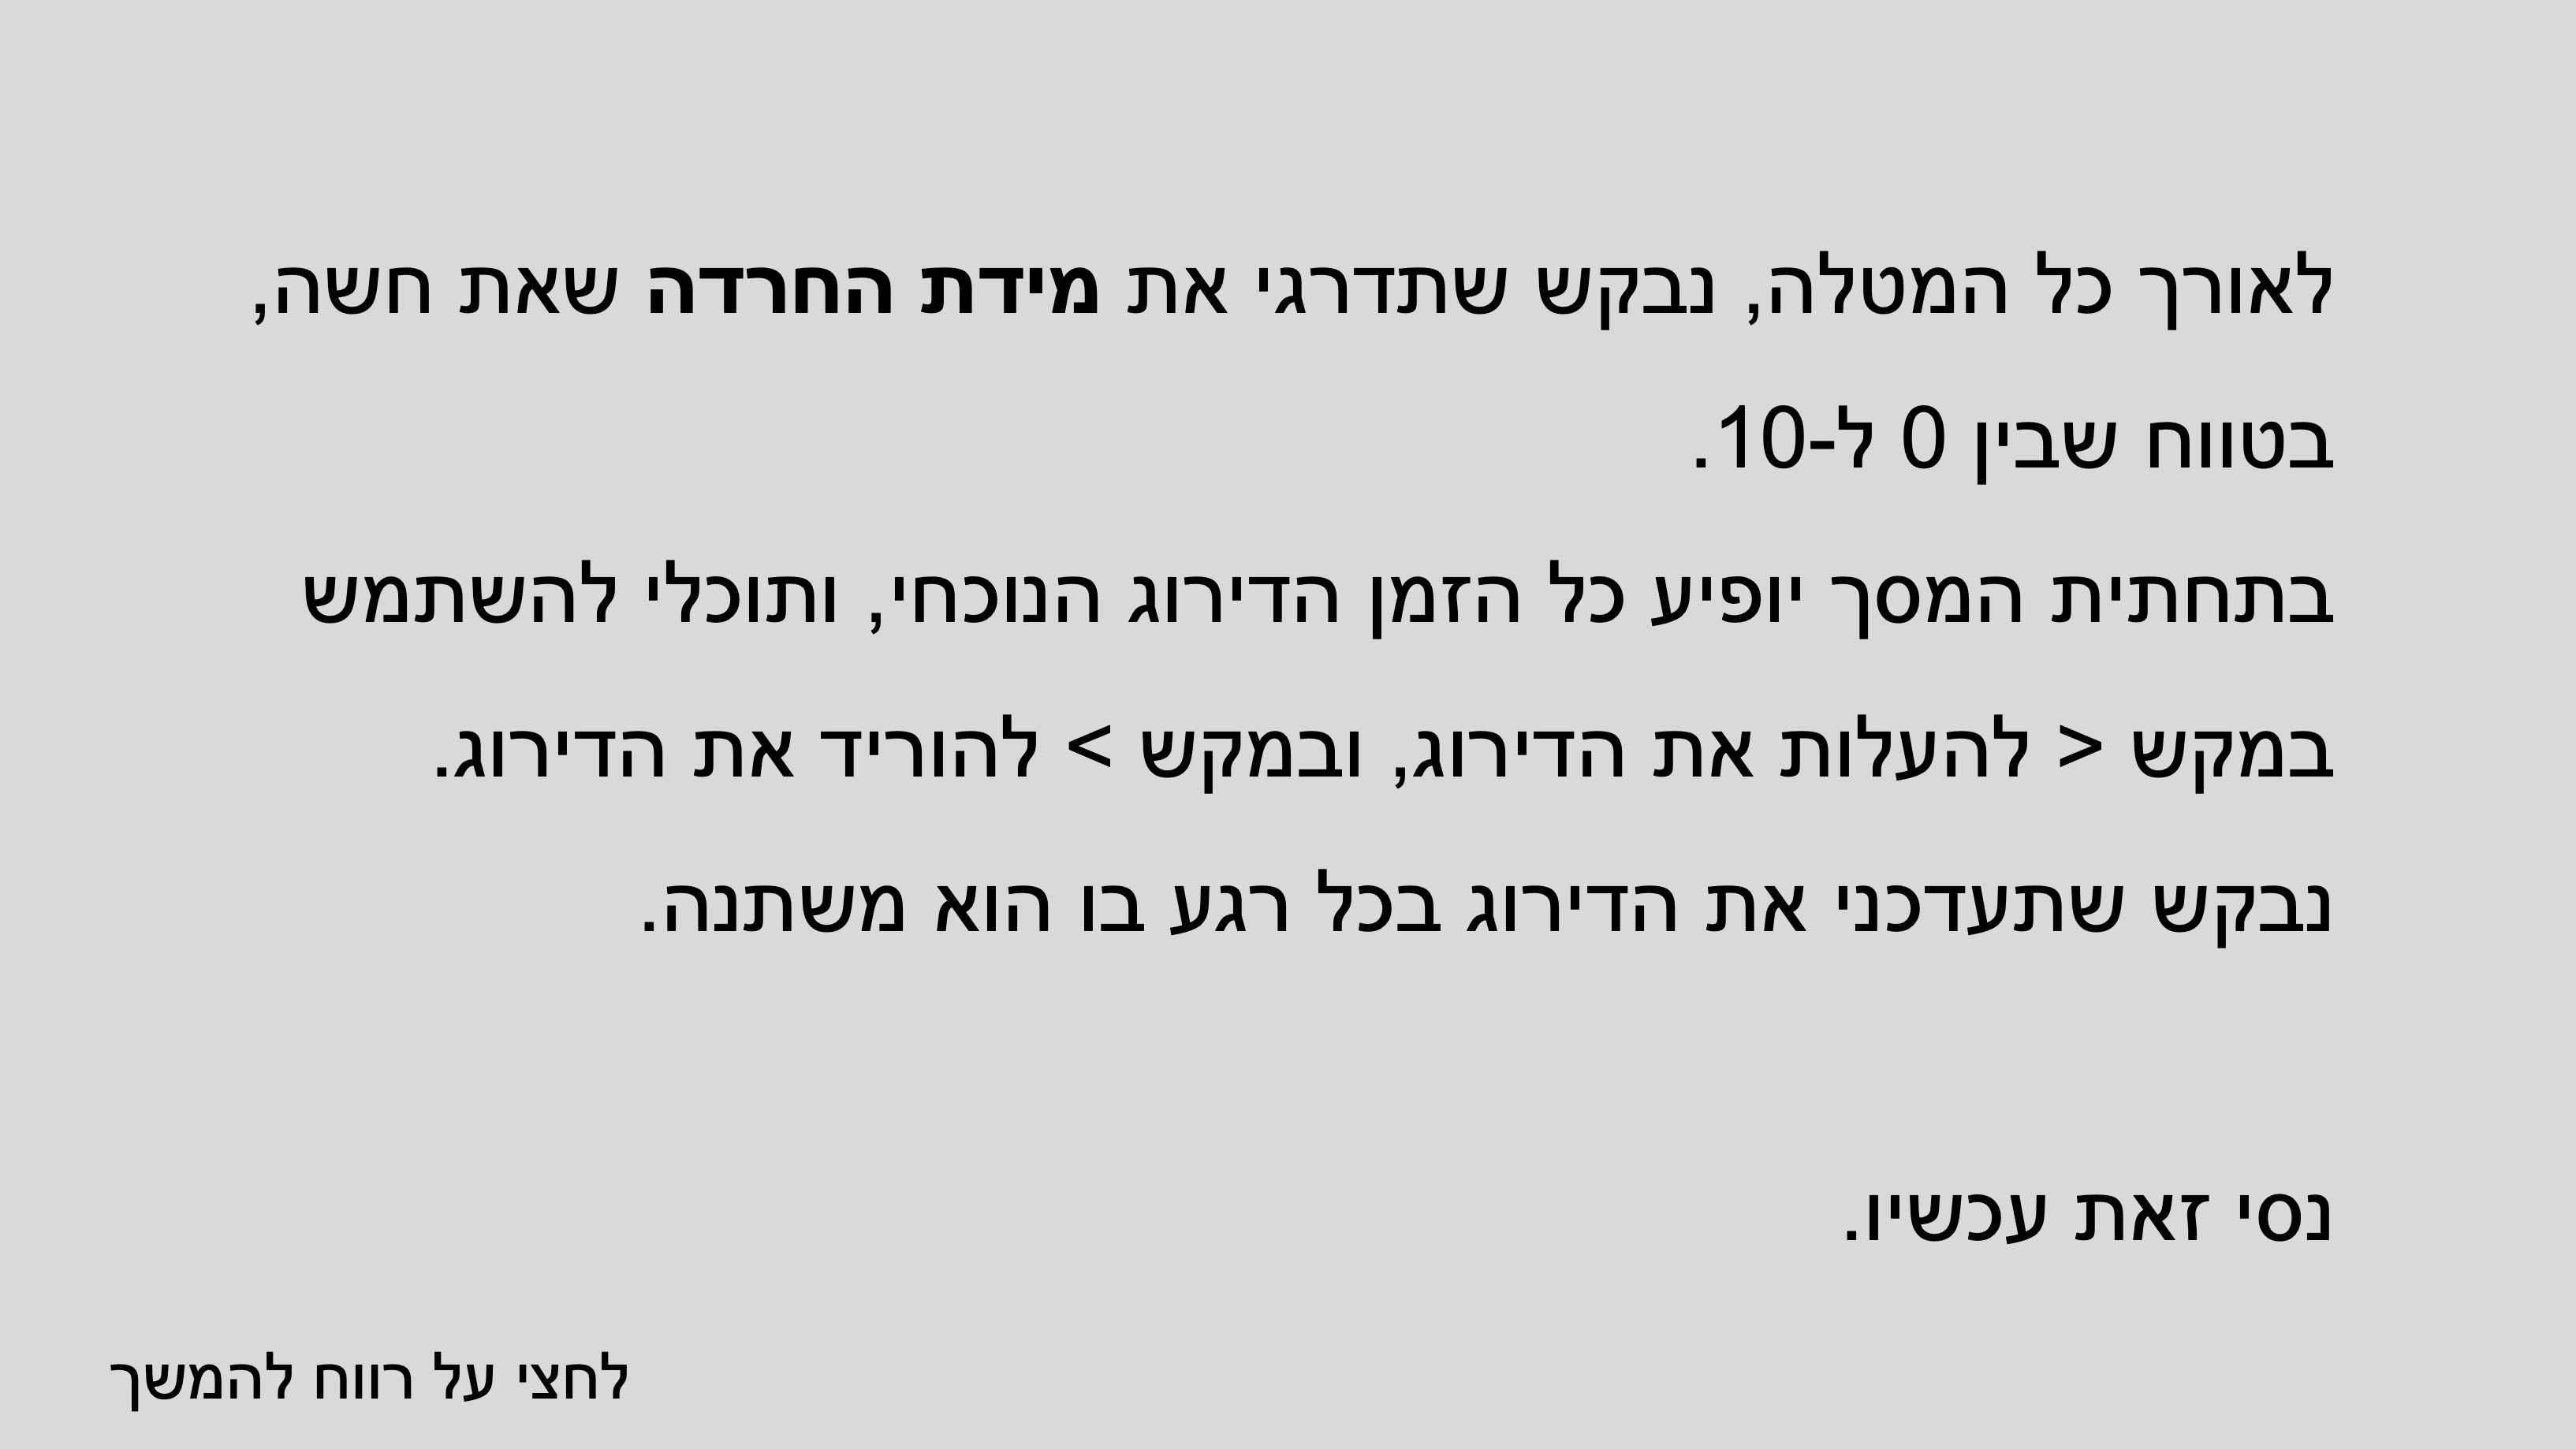 לאורך כל המטלה, נבקש שתדרגי את מידת החרדה שאת חשה,
בטווח שבין 0 ל-10.
בתחתית המסך יופיע כל הזמן הדירוג הנוכחי, ותוכלי להשתמש
במקש > להעלות את הדירוג, ובמקש < להוריד את הדירוג.
נבקש שתעדכני את הדירוג בכל רגע בו הוא משתנה.
נסי זאת עכשיו.
לחצי על רווח להמשך